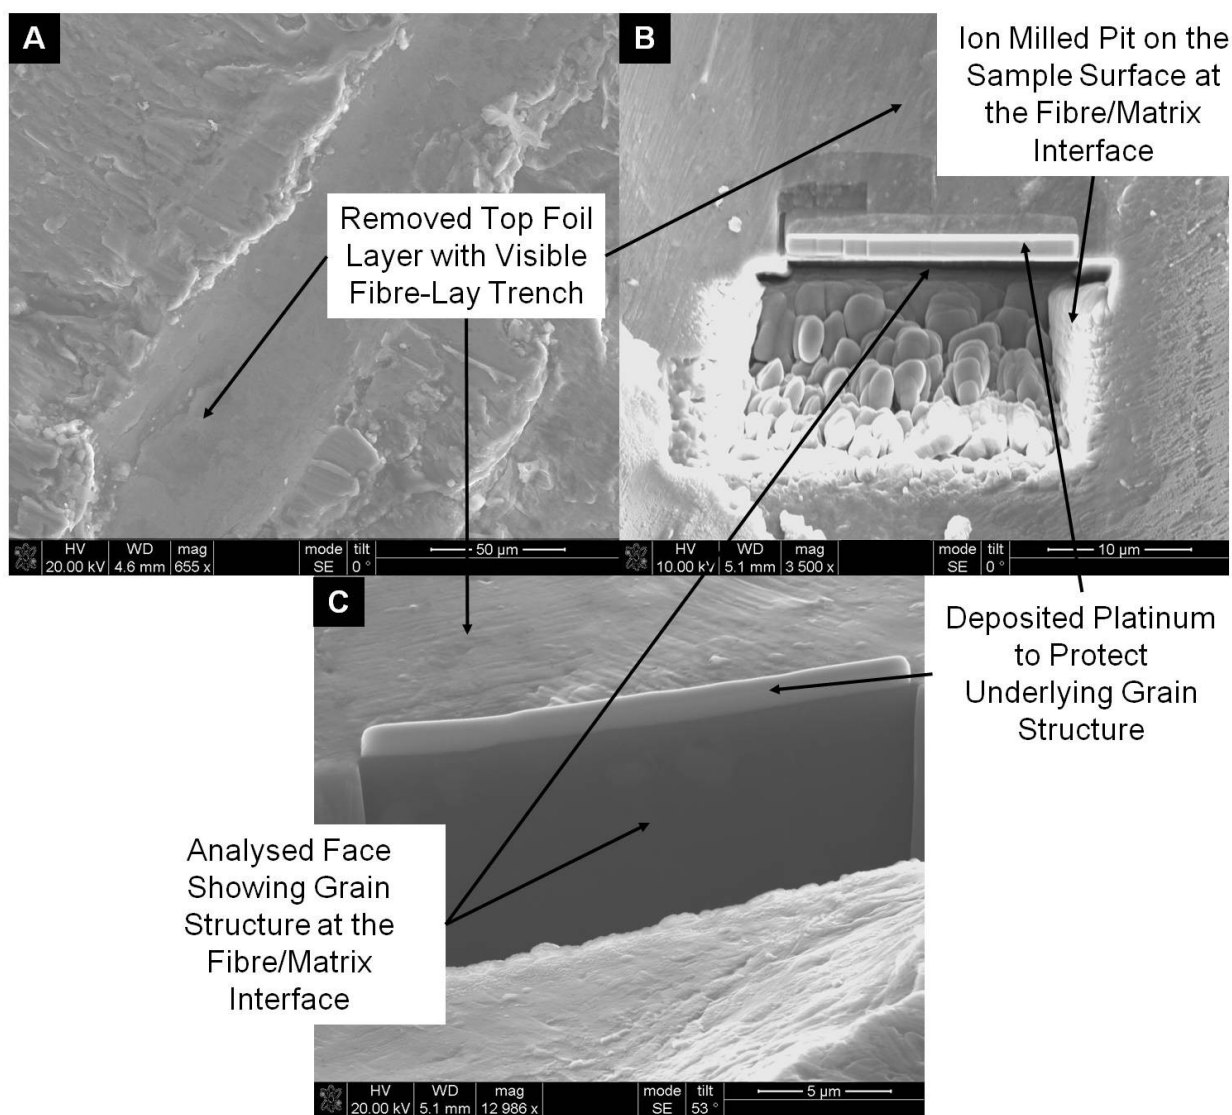 A
B
Ion Milled Pit on the
Sample Surface at
the Fibre/Matrix
Interface
Removed Top Foil
Layer with Visible
Fibre-Lay Trench
HV WD mag mode tilt 50 µm
20.00 kV 4.6 mm 655 x SE 0 °
HV WD mag mode tilt 10 µm
10.00 kV 5.1 mm 3 500 x SE 0 °
C
Deposited Platinum
to Protect
Underlying Grain
Structure
Analysed Face
Showing Grain
Structure at the
Fibre/Matrix
Interface
HV WD mag mode tilt 5 µm
20.00 kV 5.1 mm 12 986 x SE 53 °